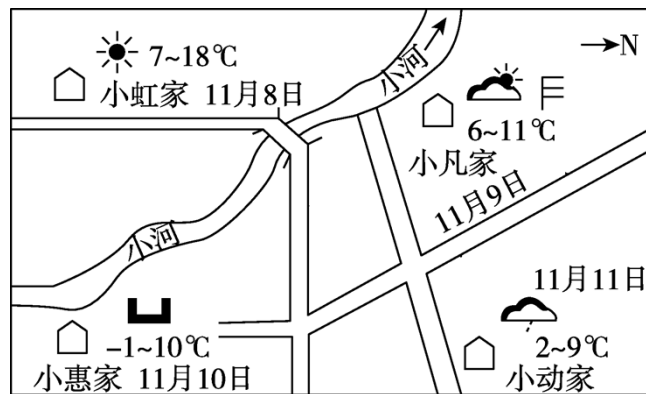 7~18℃
小虹家 11月8日
小河
→N
6~11℃
小凡家
11月9日
小河
-1~10℃
小惠家 11月10日
11月11日
2~9℃
小动家